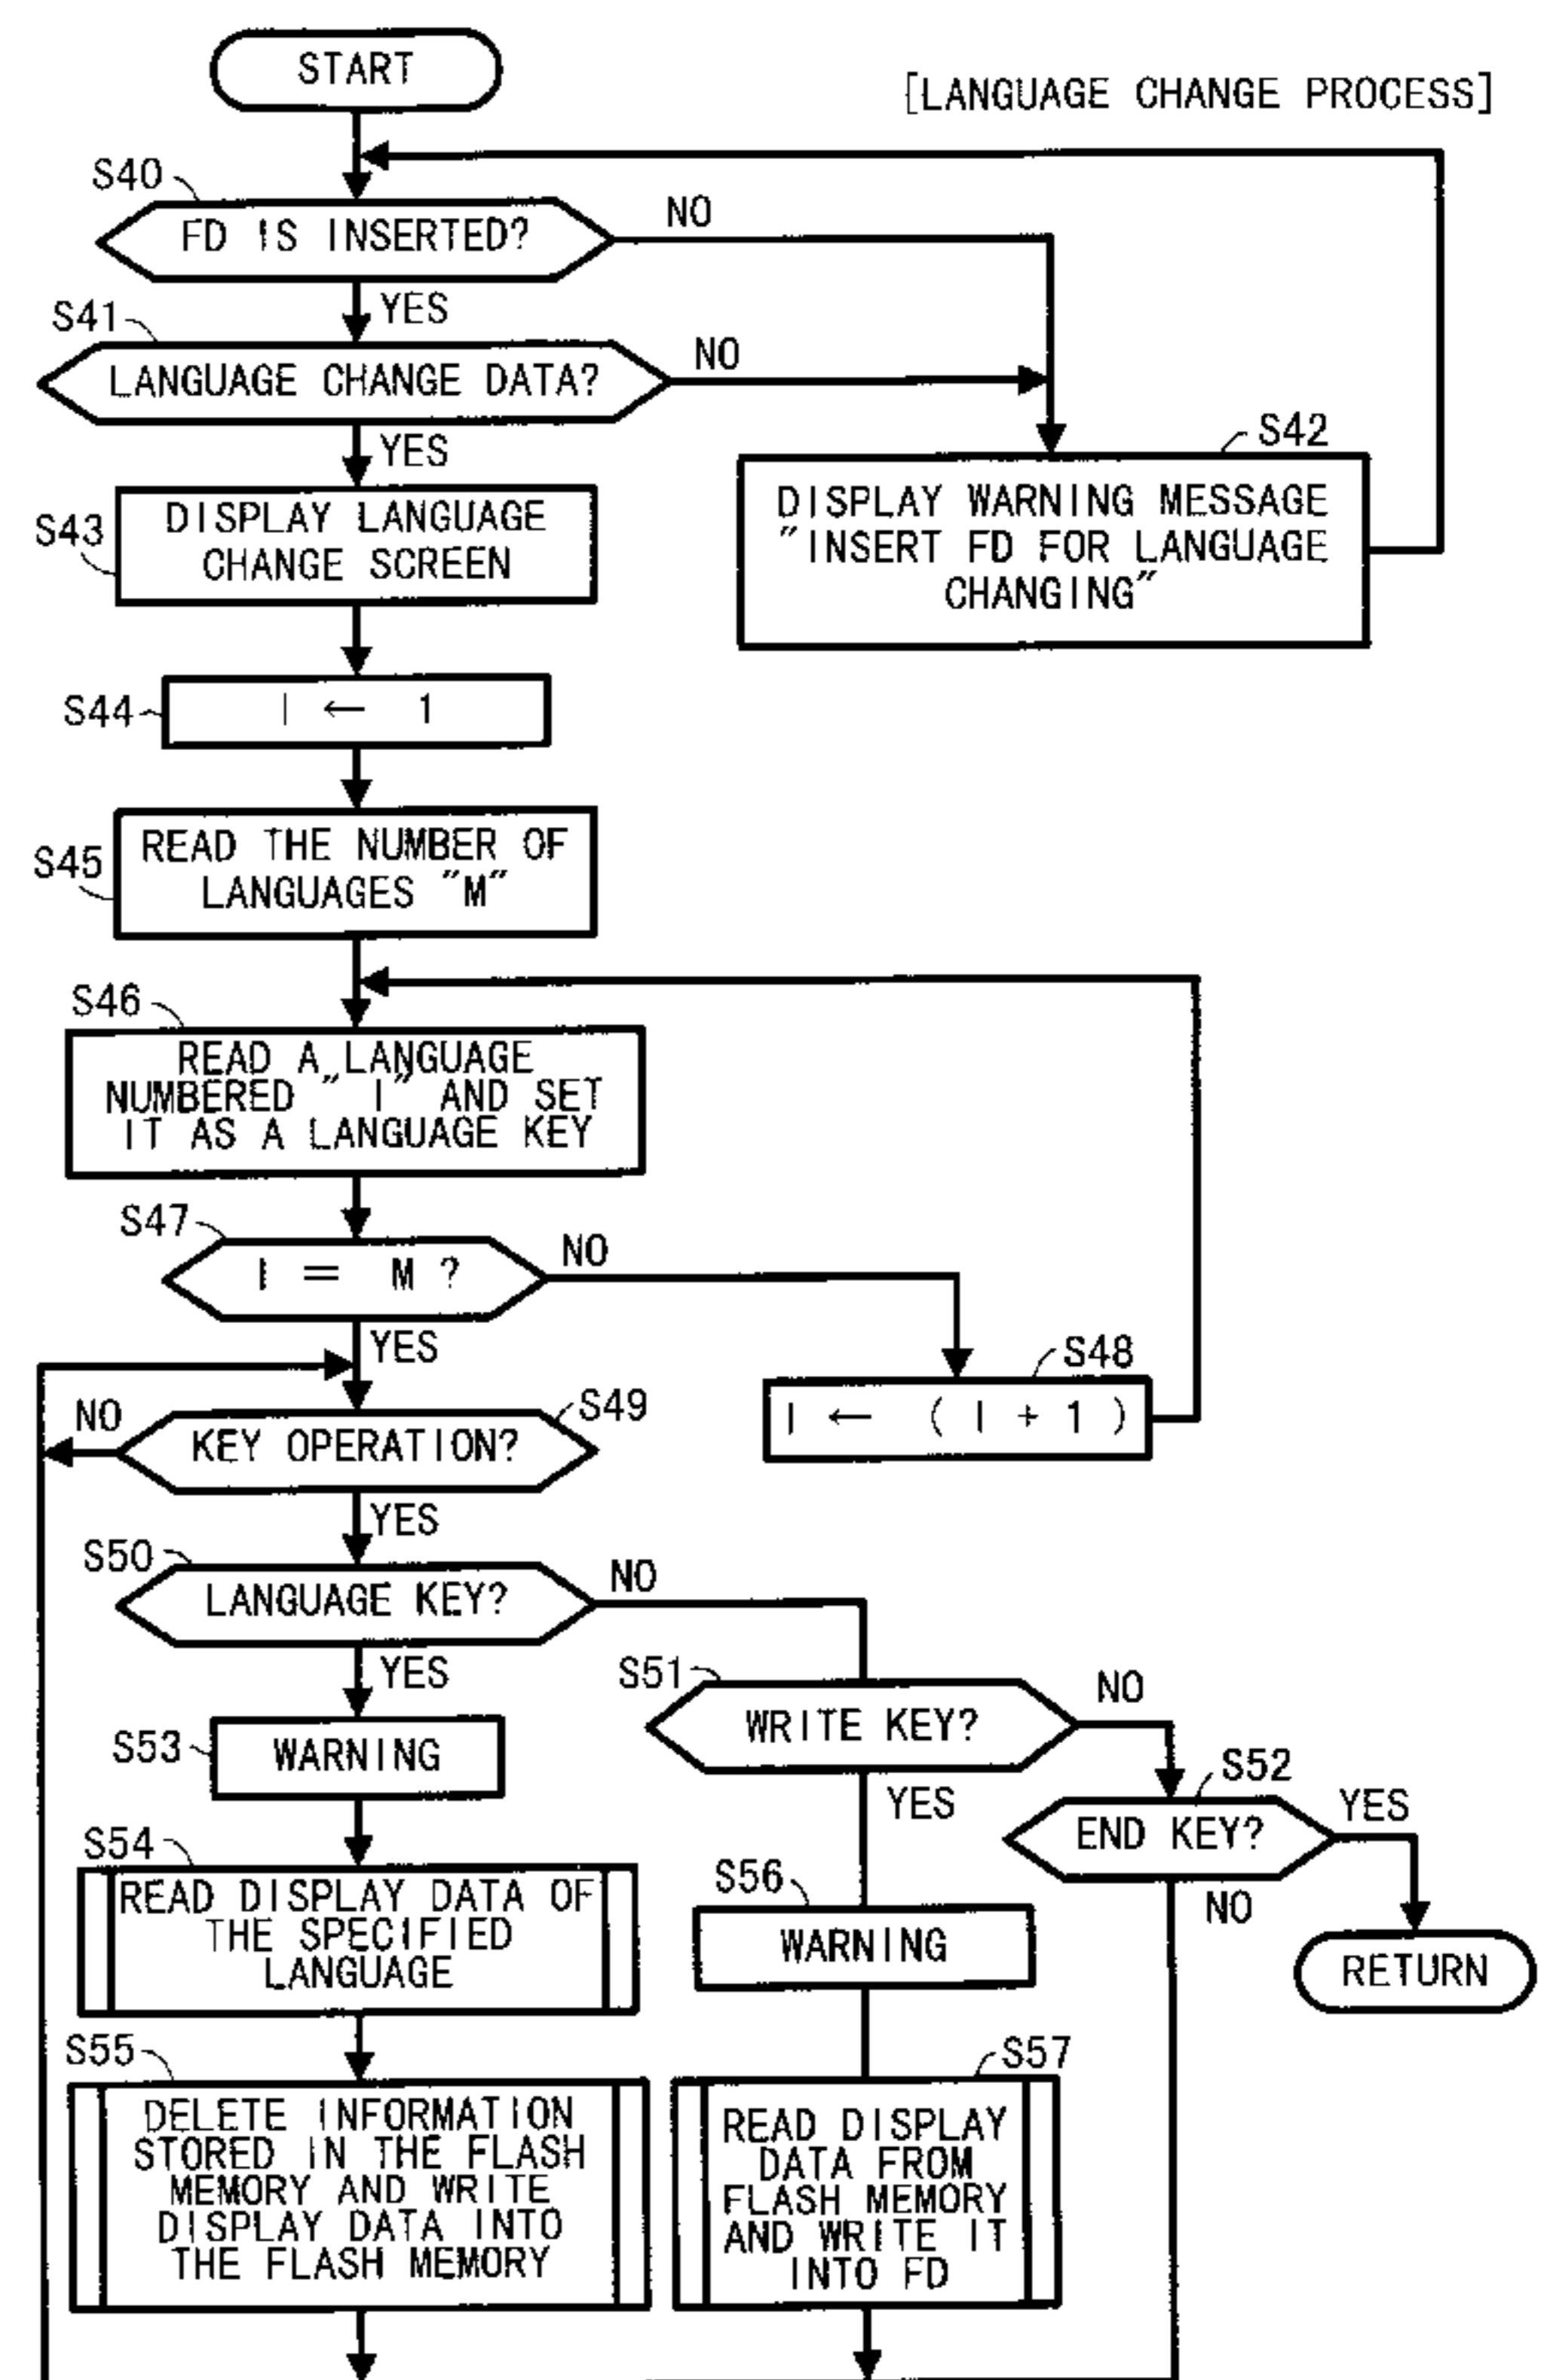 START
[LANGUAGE CHANGE PROCESS]
S40
FD IS INSERTED?
NO
YES
S41
LANGUAGE CHANGE DATA?
NO
YES
S42
DISPLAY WARNING MESSAGE
"INSERT FD FOR LANGUAGE
CHANGING"
S43
DISPLAY LANGUAGE
CHANGE SCREEN
S44
I ← 1
S45
READ THE NUMBER OF
LANGUAGES "M"
S46
READ A LANGUAGE
NUMBERED "I" AND SET
IT AS A LANGUAGE KEY
S47
I = M ?
NO
YES
S48
I ← ( I + 1 )
S49
KEY OPERATION?
NO
YES
S50
LANGUAGE KEY?
NO
YES
S51
WRITE KEY?
NO
YES
S52
END KEY?
YES
NO
RETURN
S53
WARNING
S54
READ DISPLAY DATA OF
THE SPECIFIED
LANGUAGE
S55
DELETE INFORMATION
STORED IN THE FLASH
MEMORY AND WRITE
DISPLAY DATA INTO
THE FLASH MEMORY
S56
WARNING
S57
READ DISPLAY
DATA FROM
FLASH MEMORY
AND WRITE IT
INTO FD